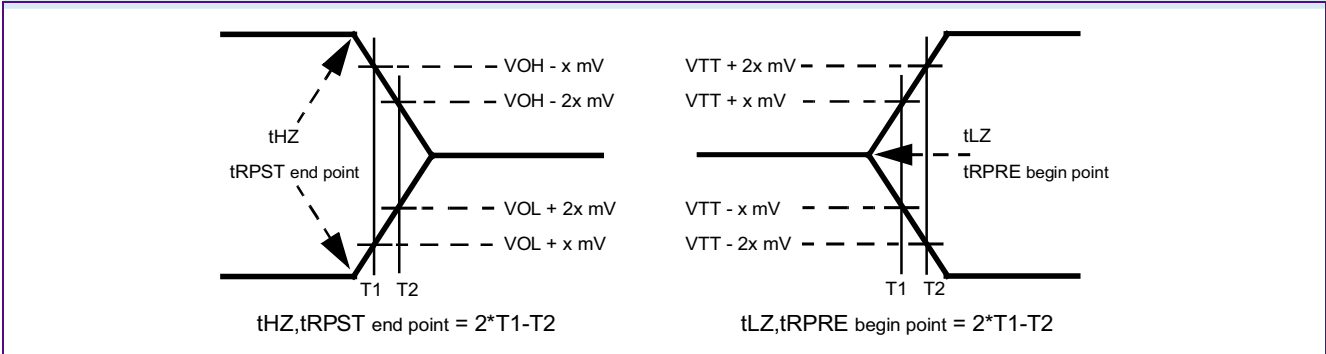 VOH - x mV
VOH - 2x mV
tHZ
tRPST end point
VOL + 2x mV
VOL + x mV
T1 T2
tHZ,tRPST end point = 2*T1-T2
VTT + 2x mV
VTT + x mV
tLZ
tRPRE begin point
VTT - x mV
VTT - 2x mV
T1 T2
tLZ,tRPRE begin point = 2*T1-T2